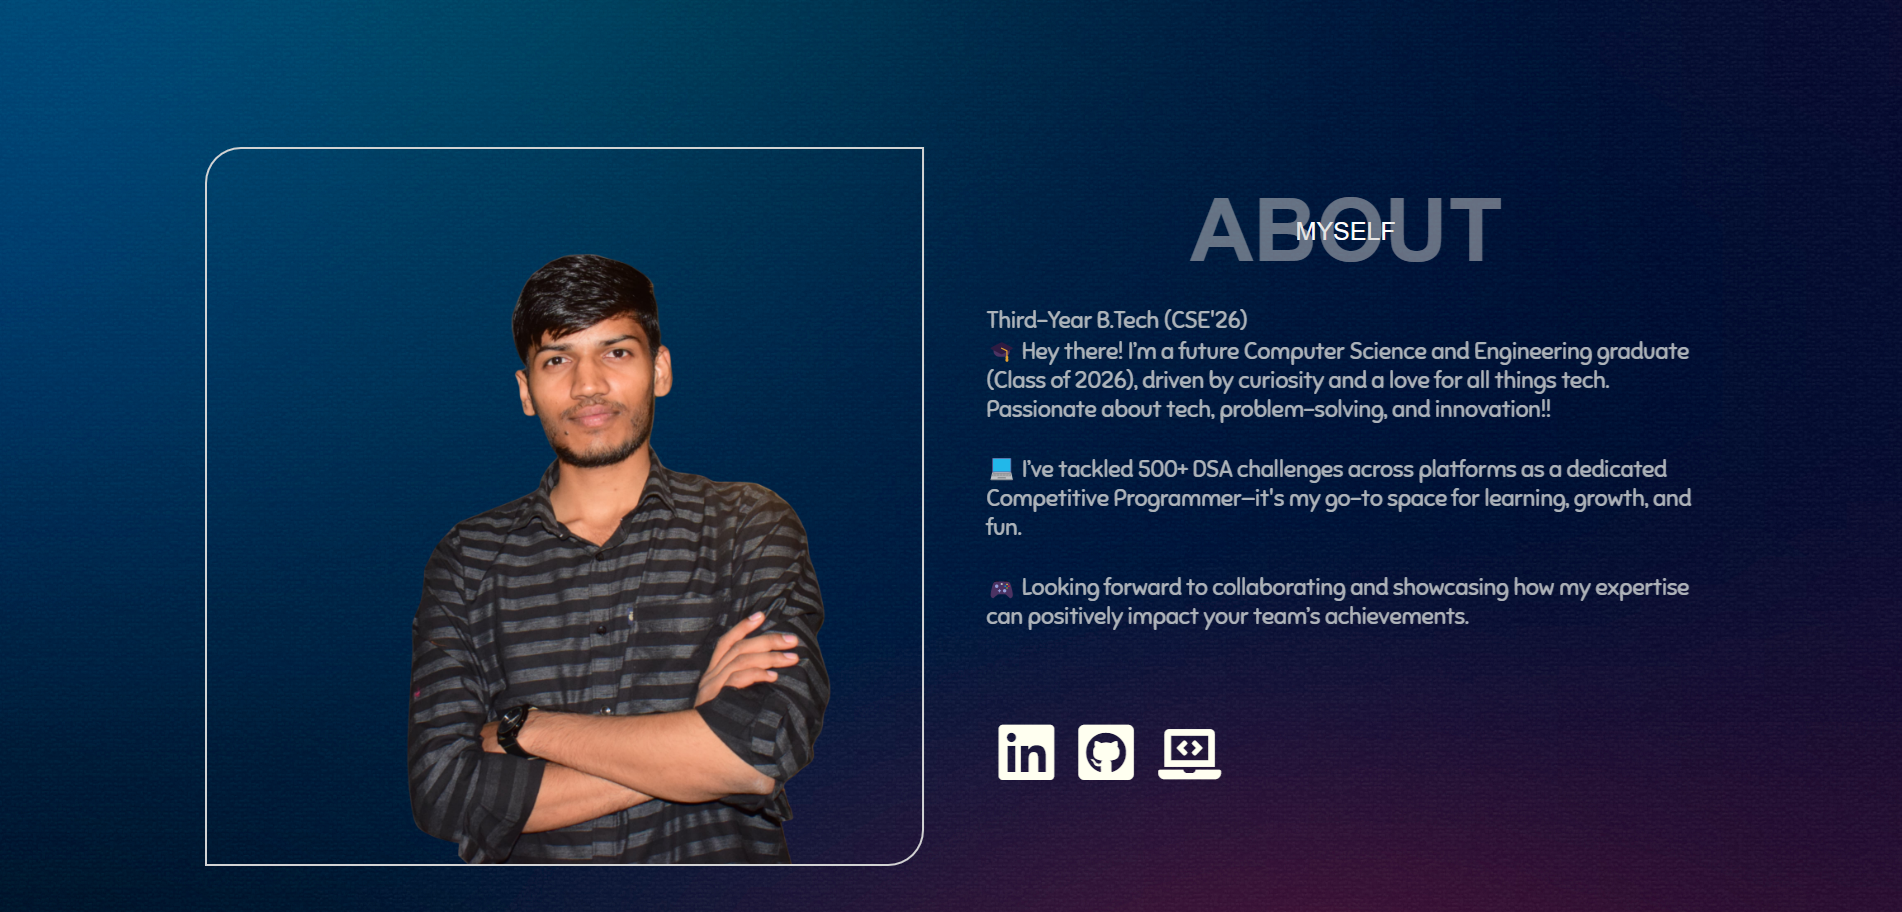 ABOUT
MYSELF
Third-Year B.Tech (CSE'26)
🎓 Hey there! I'm a future Computer Science and Engineering graduate
(Class of 2026), driven by curiosity and a love for all things tech.
Passionate about tech, problem-solving, and innovation!!
💻 I've tackled 500+ DSA challenges across platforms as a dedicated
Competitive Programmer—it's my go-to space for learning, growth, and
fun.
🎮 Looking forward to collaborating and showcasing how my expertise
can positively impact your team's achievements.
in